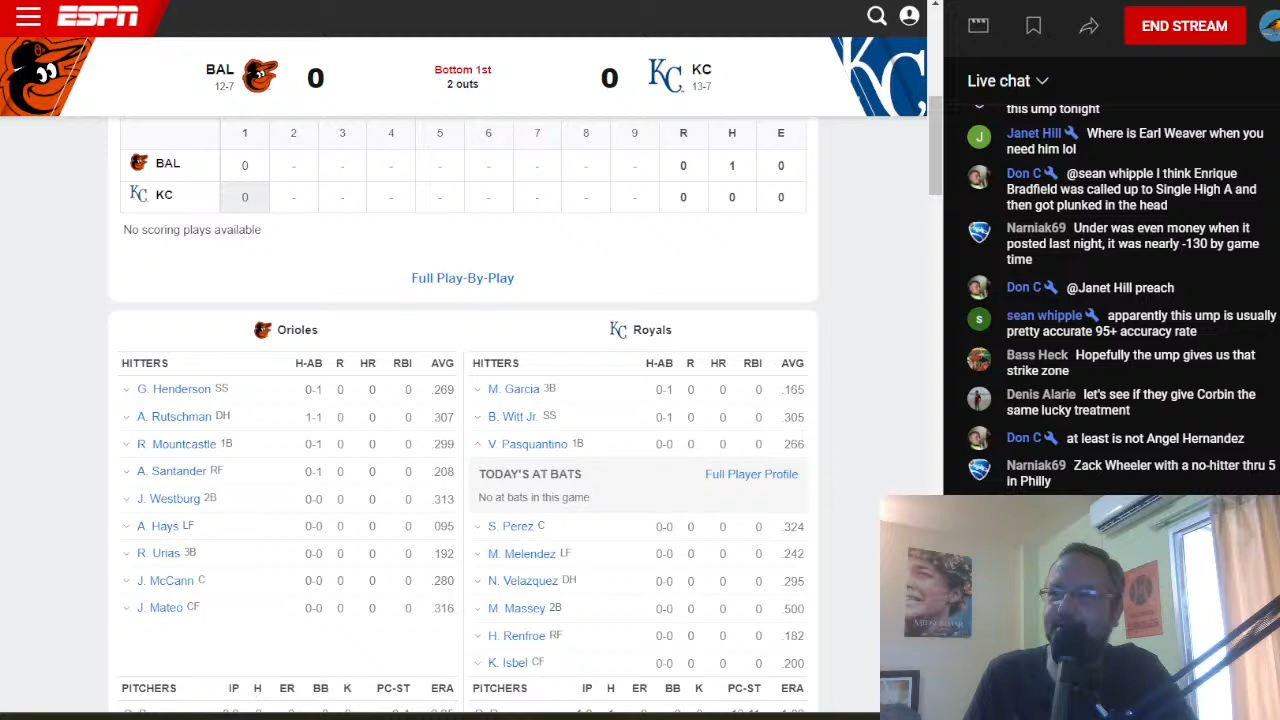 ESPN
BAL
12-7
0
Bottom 1st
2 outs
0
KC
13-7
1 2 3 4 5 6 7 8 9 R H E
BAL 0 - - - - - - - - 0 1 0
KC 0 - - - - - - - - 0 0 0
No scoring plays available
Full Play-By-Play
Orioles
HITTERS H-AB R HR RBI AVG
G. Henderson SS 0-1 0 0 0 .269
A. Rutschman DH 1-1 0 0 0 .307
R. Mountcastle 1B 0-1 0 0 0 .299
A. Santander RF 0-1 0 0 0 .208
J. Westburg 2B 0-0 0 0 0 .313
A. Hays LF 0-0 0 0 0 .095
R. Urias 3B 0-0 0 0 0 .192
J. McCann C 0-0 0 0 0 .280
J. Mateo CF 0-0 0 0 0 .316
PITCHERS IP H ER BB K PC-ST ERA
Royals
HITTERS H-AB R HR RBI AVG
M. Garcia 3B 0-1 0 0 0 .165
B. Witt Jr. SS 0-1 0 0 0 .305
V. Pasquantino 1B 0-0 0 0 0 .266
TODAY'S AT BATS Full Player Profile
No at bats in this game
S. Perez C 0-0 0 0 0 .324
M. Melendez LF 0-0 0 0 0 .242
N. Velazquez DH 0-0 0 0 0 .295
M. Massey 2B 0-0 0 0 0 .500
H. Renfroe RF 0-0 0 0 0 .182
K. Isbel CF 0-0 0 0 0 .200
PITCHERS IP H ER BB K PC-ST ERA
END STREAM
Live chat
this ump tonight
J Janet Hill Where is Earl Weaver when you
need him lol
Don C @sean whipple I think Enrique
Bradfield was called up to Single High A and
then got plunked in the head
Narniak69 Under was even money when it
posted last night, it was nearly -130 by game
time
Don C @Janet Hill preach
s sean whipple apparently this ump is usually
pretty accurate 95+ accuracy rate
Bass Heck Hopefully the ump gives us that
strike zone
Denis Alarie let's see if they give Corbin the
same lucky treatment
Don C at least is not Angel Hernandez
Narniak69 Zack Wheeler with a no-hitter thru 5
in Philly